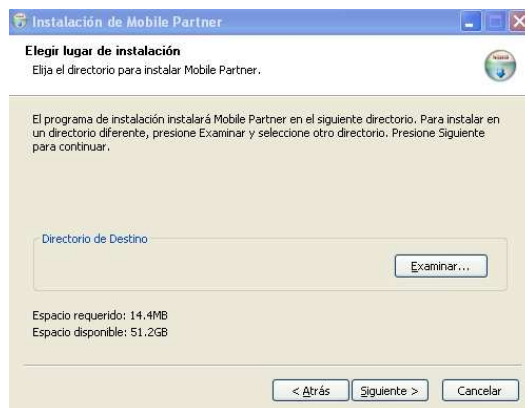 Instalación de Mobile Partner
Elegir lugar de instalación
Elija el directorio para instalar Mobile Partner.
El programa de instalación instalará Mobile Partner en el siguiente directorio. Para instalar en
un directorio diferente, presione Examinar y seleccione otro directorio. Presione Siguiente
para continuar.
Directorio de Destino
Examinar...
Espacio requerido: 14.4MB
Espacio disponible: 51.2GB
< Atrás
Siguiente >
Cancelar